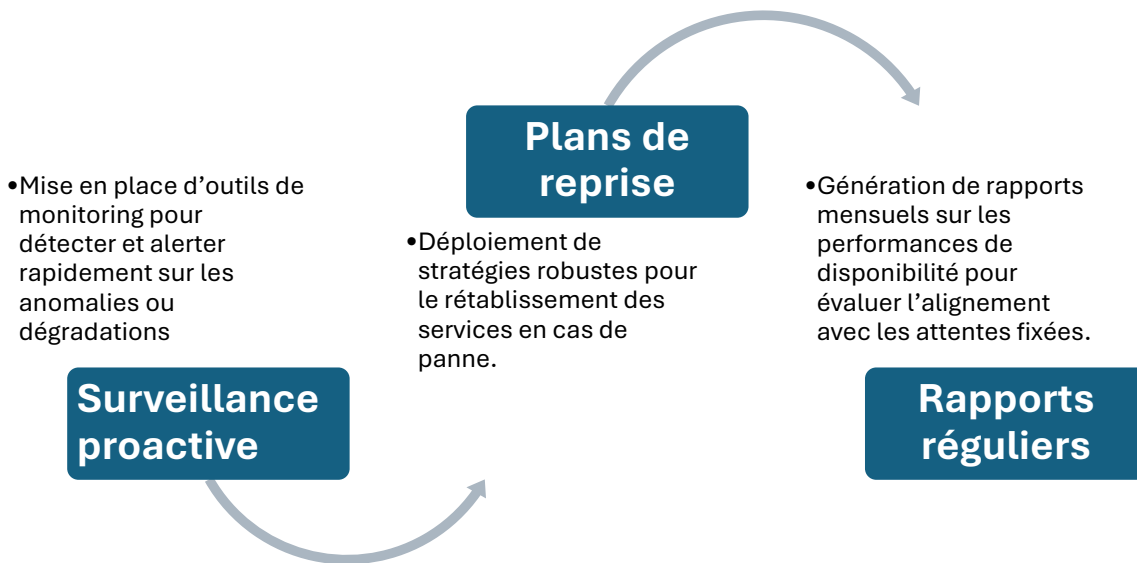 •Mise en place d’outils de
monitoring pour
détecter et alerter
rapidement sur les
anomalies ou
dégradations
Surveillance
proactive
Plans de
reprise
•Déploiement de
stratégies robustes pour
le rétablissement des
services en cas de
panne.
•Génération de rapports
mensuels sur les
performances de
disponibilité pour
évaluer l’alignement
avec les attentes fixées.
Rapports
réguliers